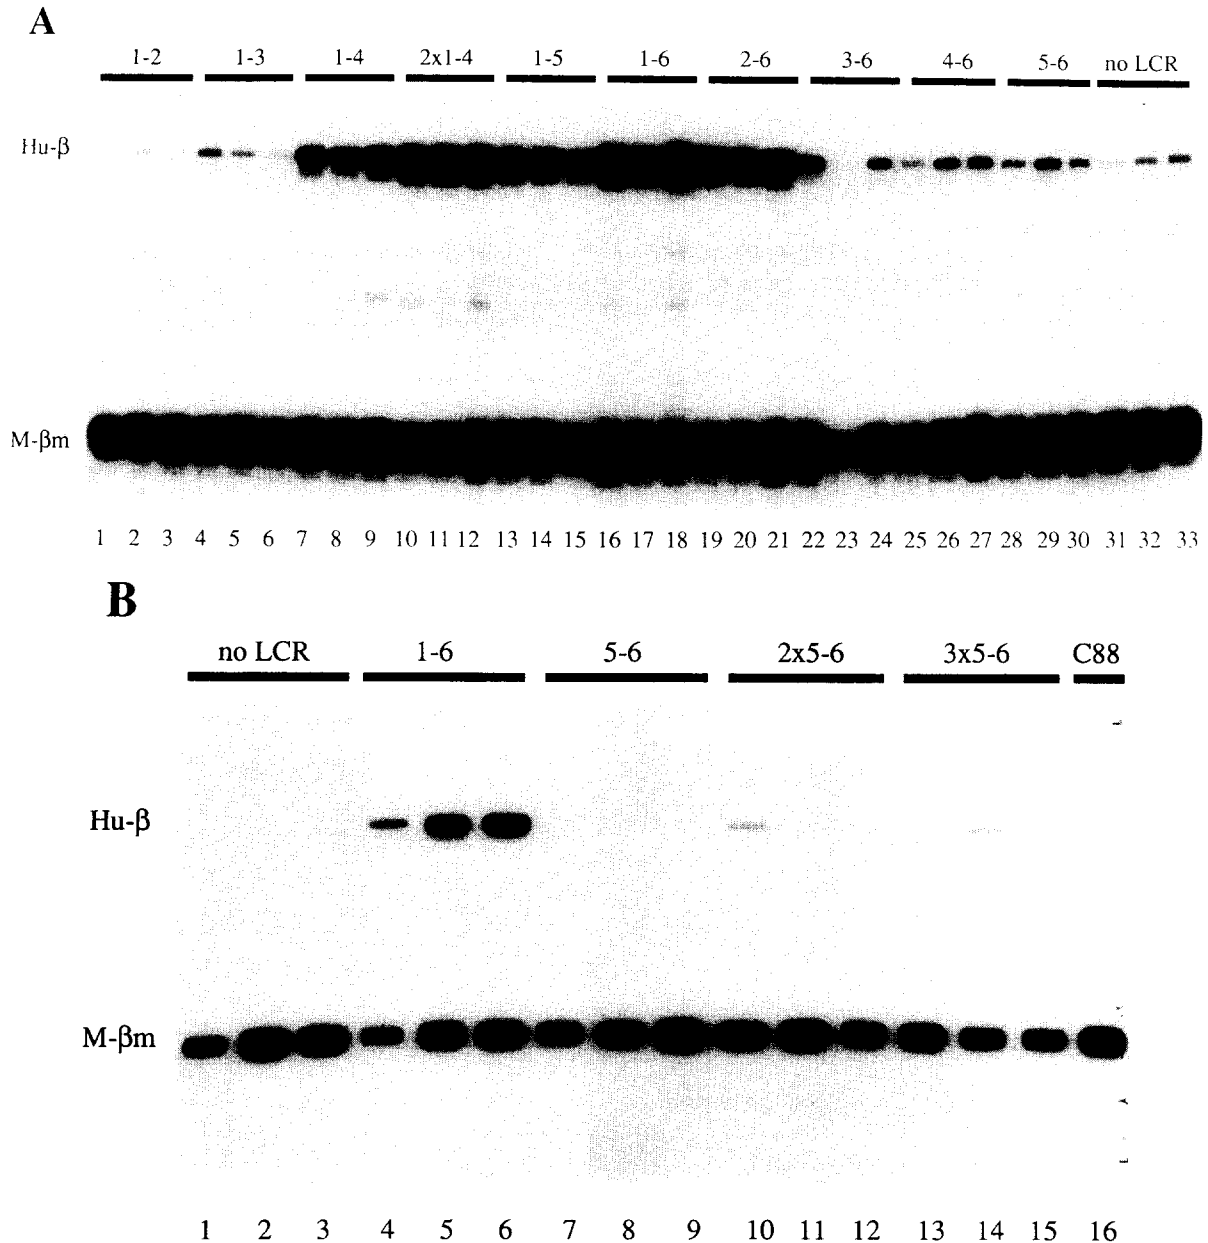 A
1-2 1-3 1-4 2x1-4 1-5 1-6 2-6 3-6 4-6 5-6 no LCR
Hu-β
M-βm
1 2 3 4 5 6 7 8 9 10 11 12 13 14 15 16 17 18 19 20 21 22 23 24 25 26 27 28 29 30 31 32 33
B
no LCR 1-6 5-6 2x5-6 3x5-6 C88
Hu-β
M-βm
1 2 3 4 5 6 7 8 9 10 11 12 13 14 15 16